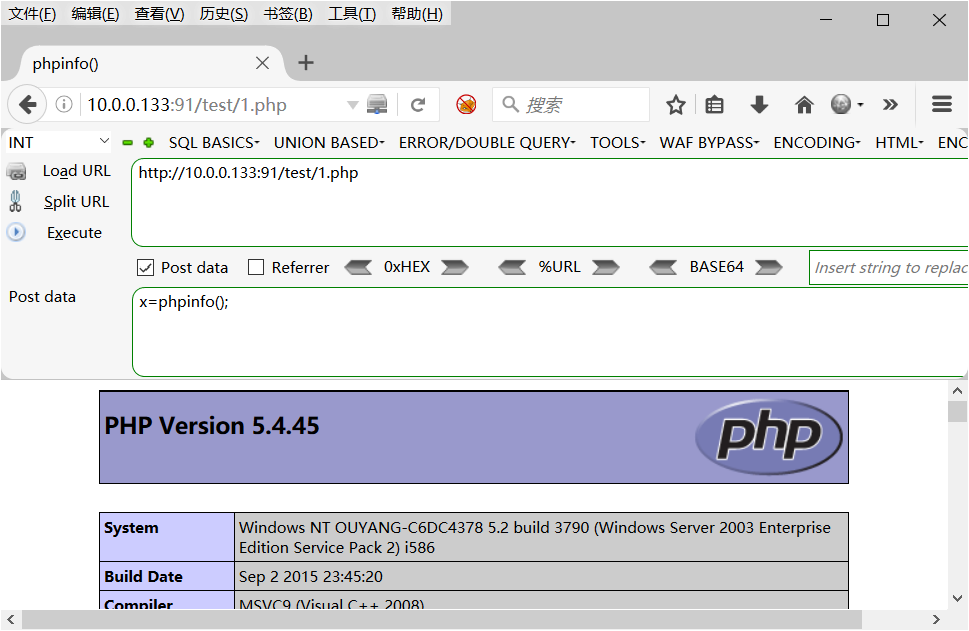 文件(F) 编辑(E) 查看(V) 历史(S) 书签(B) 工具(T) 帮助(H)
phpinfo()
10.0.0.133:91/test/1.php
搜索
INT SQL BASICS UNION BASED ERROR/DOUBLE QUERY TOOLS WAF BYPASS ENCODING HTML ENC
Load URL
http://10.0.0.133:91/test/1.php
Split URL
Execute
Post data Referrer 0xHEX %URL BASE64 Insert string to replac
Post data
x=phpinfo();
PHP Version 5.4.45
php
System
Windows NT OUYANG-C6DC4378 5.2 build 3790 (Windows Server 2003 Enterprise
Edition Service Pack 2) i586
Build Date Sep 2 2015 23:45:20
Compiler MSVC9 (Visual C++ 2008)